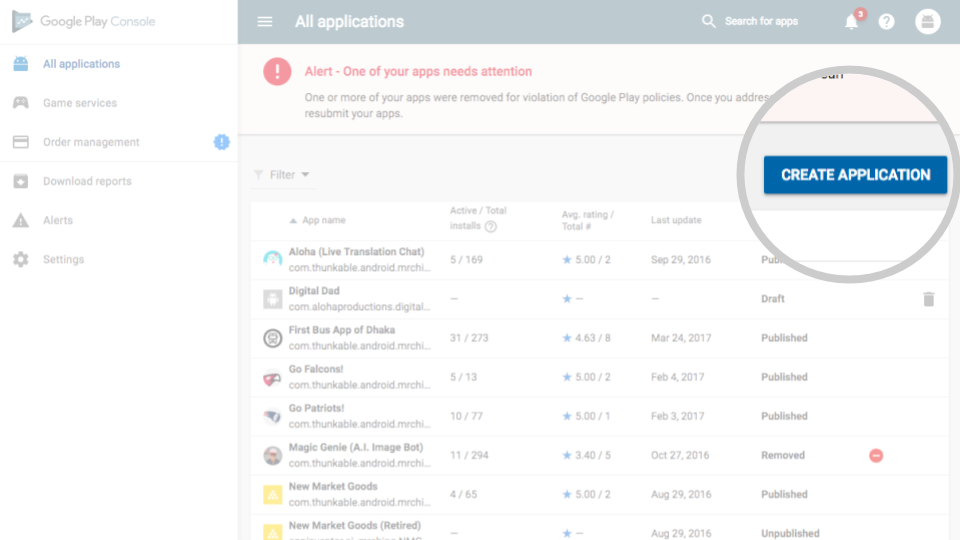 Google Play Console
All applications
Search for apps
3
All applications
Game services
Order management
Download reports
Alerts
Settings
Alert - One of your apps needs attention
One or more of your apps were removed for violation of Google Play policies. Once you address
resubmit your apps.
CREATE APPLICATION
Filter
App name
Active / Total
installs
Avg. rating /
Total #
Last update
Aloha (Live Translation Chat)
com.thunkable.android.mrchi...
5 / 169
5.00 / 2
Sep 29, 2016
Digital Dad
com.alohaproductions.digital...
–
–
–
Draft
First Bus App of Dhaka
com.thunkable.android.mrchi...
31 / 273
4.63 / 8
Mar 24, 2017
Published
Go Falcons!
com.thunkable.android.mrchi...
5 / 13
5.00 / 2
Feb 4, 2017
Published
Go Patriots!
com.thunkable.android.mrchi...
10 / 77
5.00 / 1
Feb 3, 2017
Published
Magic Genie (A.I. Image Bot)
com.thunkable.android.mrchi...
11 / 294
3.40 / 5
Oct 27, 2016
Removed
New Market Goods
com.thunkable.android.mrchi...
4 / 65
5.00 / 2
Aug 29, 2016
Published
New Market Goods (Retired)
–
–
Aug 29, 2016
Unpublished